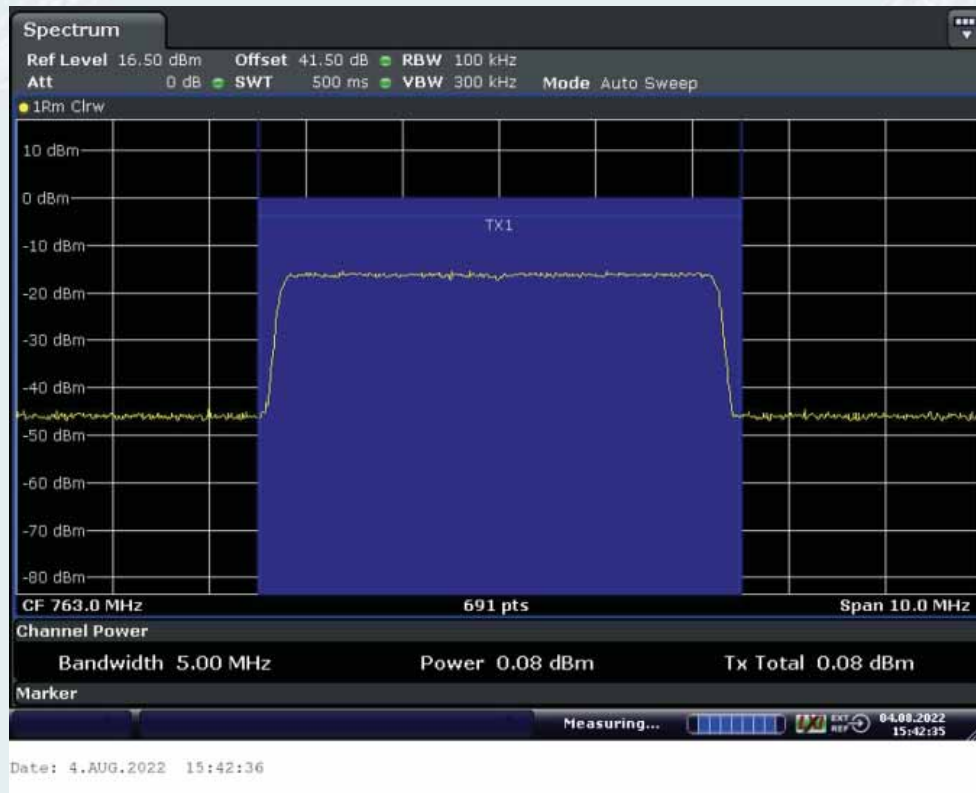 Spectrum
Ref Level 16.50 dBm Offset 41.50 dB RBW 100 kHz
Att 0 dB SWT 500 ms VBW 300 kHz Mode Auto Sweep
1Rm Clrw
10 dBm
0 dBm
TX1
-10 dBm
-20 dBm
-30 dBm
-40 dBm
-50 dBm
-60 dBm
-70 dBm
-80 dBm
CF 763.0 MHz 691 pts Span 10.0 MHz
Channel Power
Bandwidth 5.00 MHz Power 0.08 dBm Tx Total 0.08 dBm
Marker
Measuring... LXI EXT REF 04.08.2022
15:42:35
Date: 4.AUG.2022 15:42:36